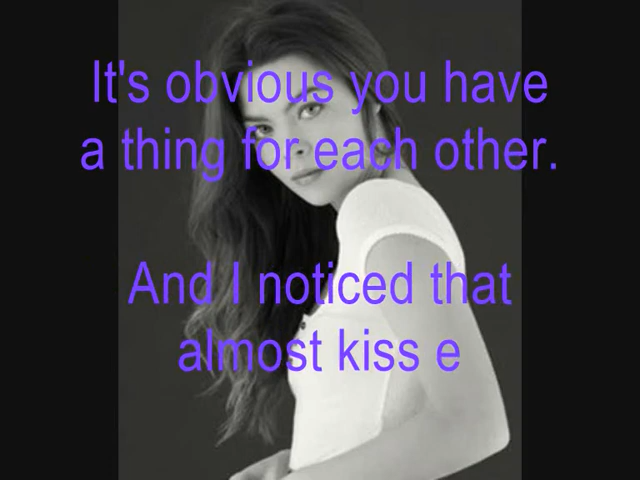 It's obvious you have
a thing for each other.
And I noticed that
almost kiss e